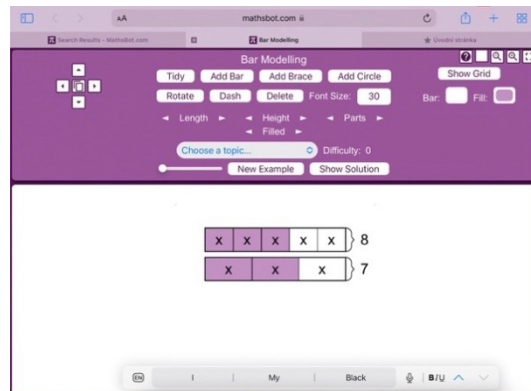 AA mathsbot.com
Search Results - MathsBot.com Bar Modelling Úvodní stránka
Bar Modelling
Tidy Add Bar Add Brace Add Circle Show Grid
Rotate Dash Delete Font Size: 30 Bar: Fill:
Length Height Parts
Filled
Choose a topic... Difficulty: 0
New Example Show Solution
x x x x x 8
x x x 7
EN I My Black BIU